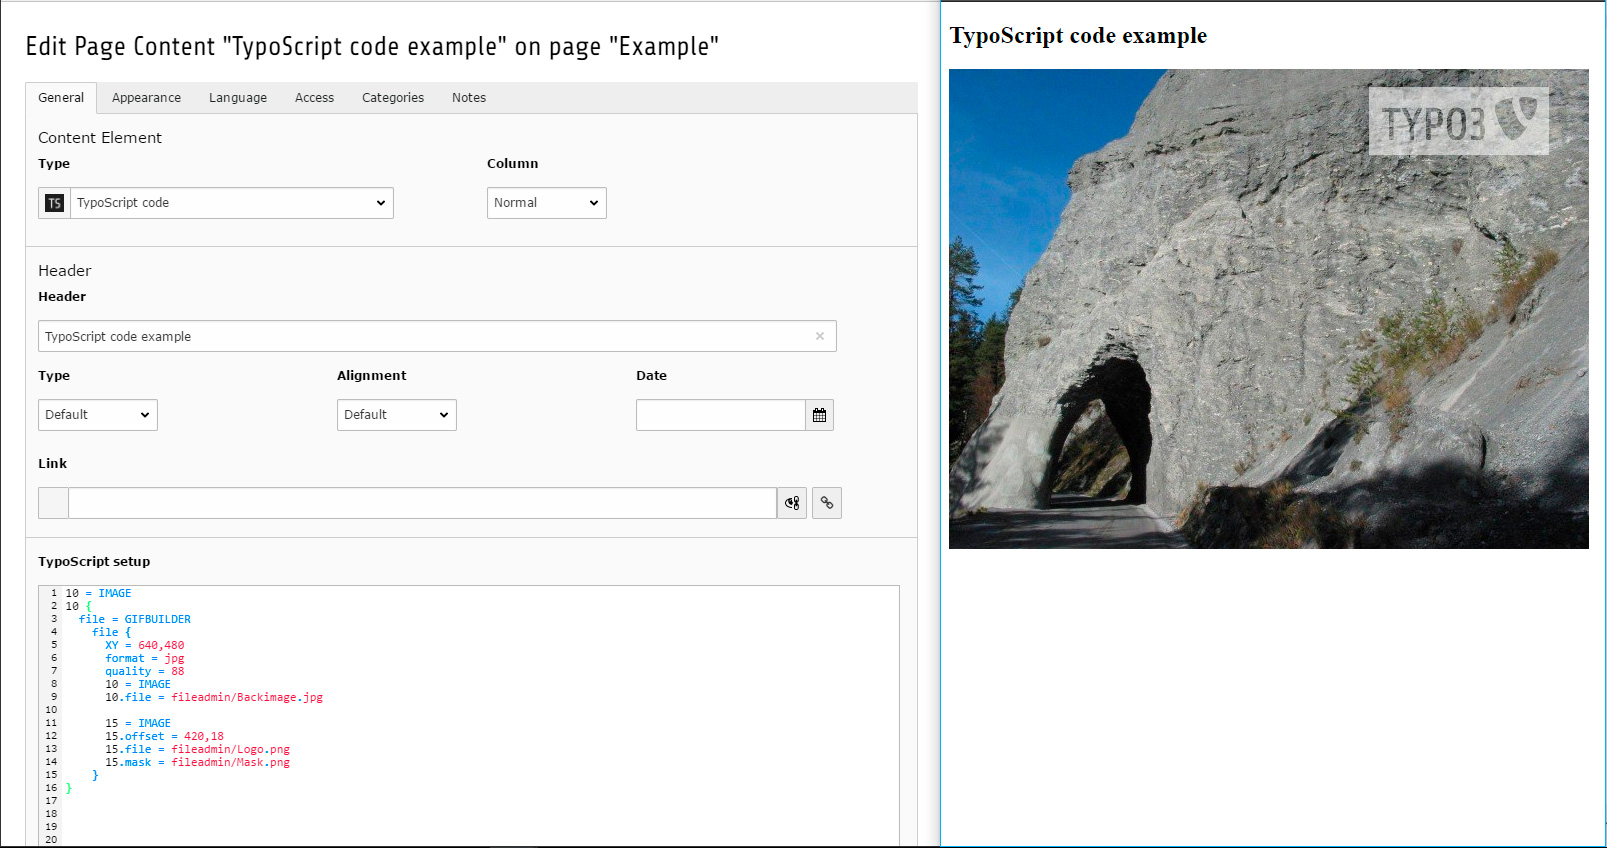 Edit Page Content "TypoScript code example" on page "Example"
General Appearance Language Access Categories Notes
Content Element
Type Column
TS TypoScript code Normal
Header
Header
TypoScript code example ×
Type Alignment Date
Default Default
Link
TypoScript setup
1 10 = IMAGE
2 10 {
3 file = GIFBUILDER
4 file {
5 XY = 640,480
6 format = jpg
7 quality = 88
8 10 = IMAGE
9 10.file = fileadmin/Backimage.jpg
10
11 15 = IMAGE
12 15.offset = 420,18
13 15.file = fileadmin/Logo.png
14 15.mask = fileadmin/Mask.png
15 }
16 }
17
18
19
20
TypoScript code example
TYPO3